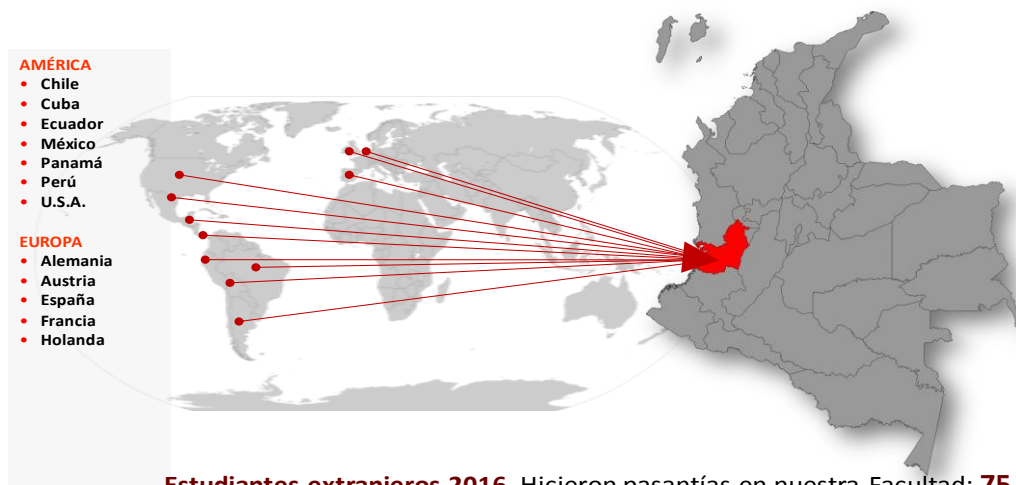 AMÉRICA
• Chile
• Cuba
• Ecuador
• México
• Panamá
• Perú
• U.S.A.
EUROPA
• Alemania
• Austria
• España
• Francia
• Holanda
Estudiantes extranjeros 2016. Hicieron pasantías en nuestra Facultad: 75